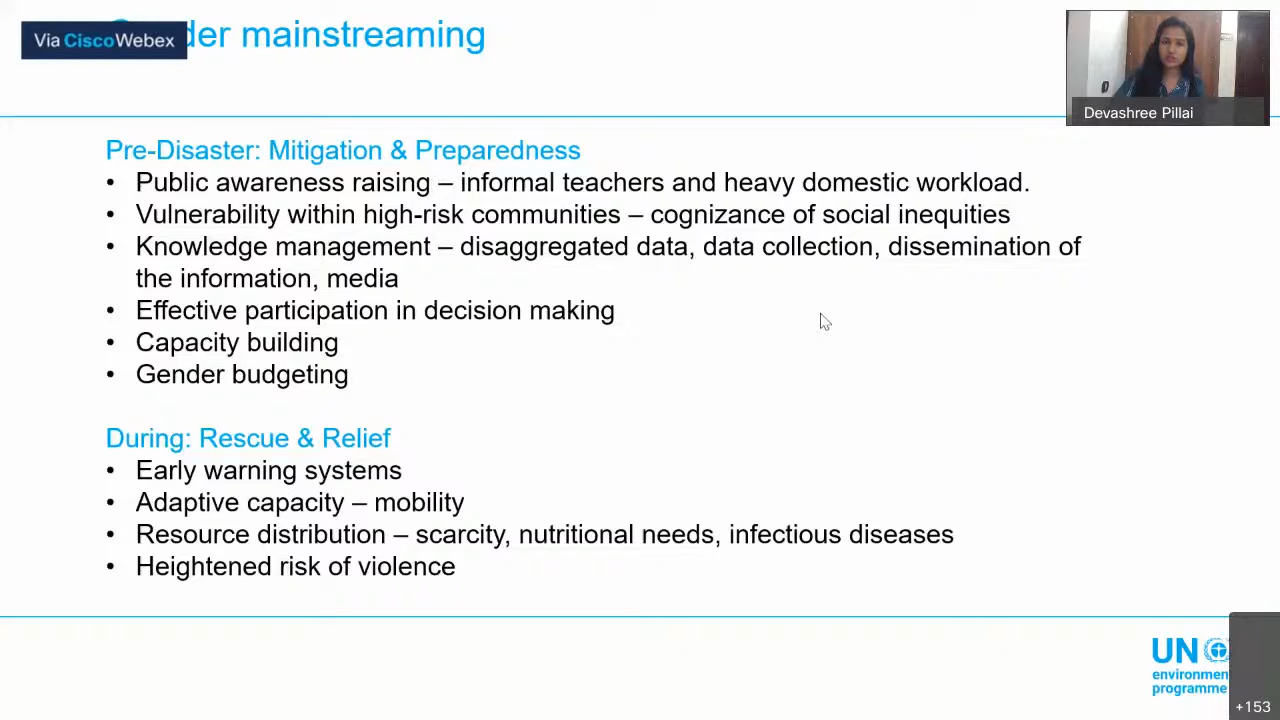 Via CiscoWebex
der mainstreaming
Devashree Pillai
Pre-Disaster: Mitigation & Preparedness
• Public awareness raising – informal teachers and heavy domestic workload.
• Vulnerability within high-risk communities – cognizance of social inequities
• Knowledge management – disaggregated data, data collection, dissemination of
the information, media
• Effective participation in decision making
• Capacity building
• Gender budgeting
During: Rescue & Relief
• Early warning systems
• Adaptive capacity – mobility
• Resource distribution – scarcity, nutritional needs, infectious diseases
• Heightened risk of violence
UN
environmen
programme
+153